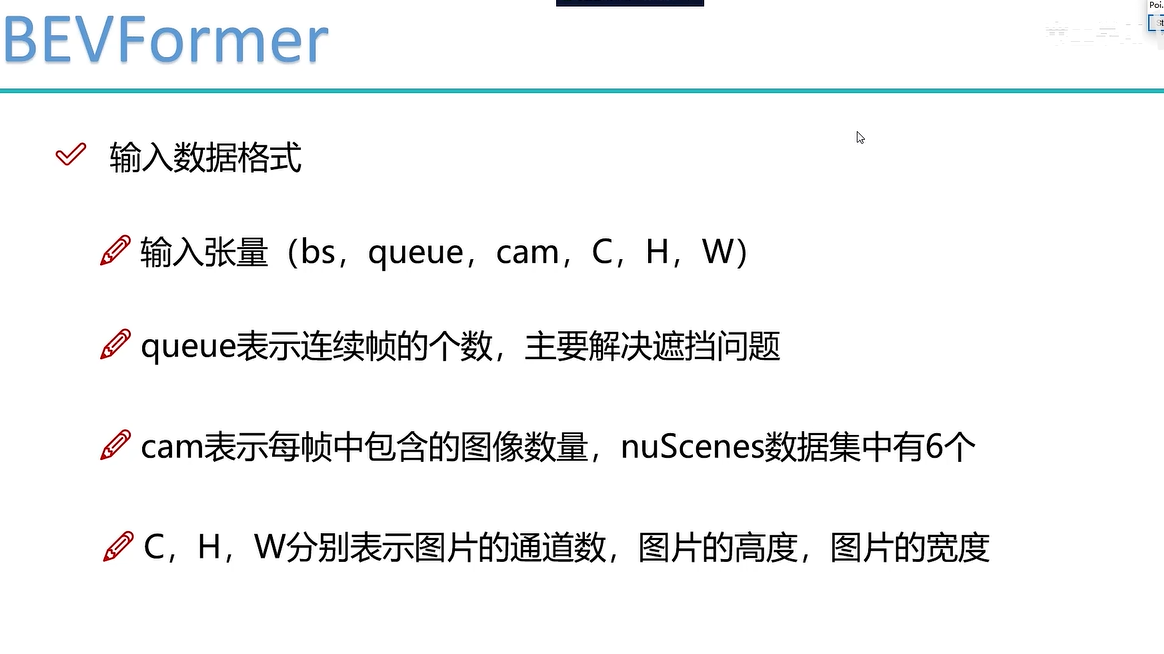 Poi.
BEVFormer
输入数据格式
输入张量（bs，queue，cam，C，H，W）
queue表示连续帧的个数，主要解决遮挡问题
cam表示每帧中包含的图像数量，nuScenes数据集中有6个
C，H，W分别表示图片的通道数，图片的高度，图片的宽度